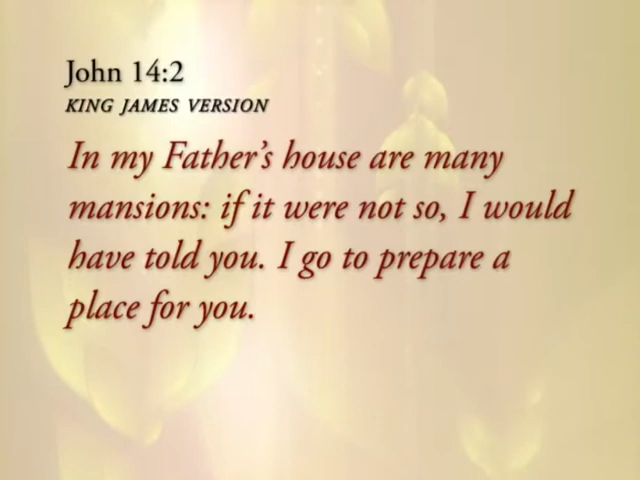 John 14:2
KING JAMES VERSION
In my Father’s house are many
mansions: if it were not so, I would
have told you. I go to prepare a
place for you.